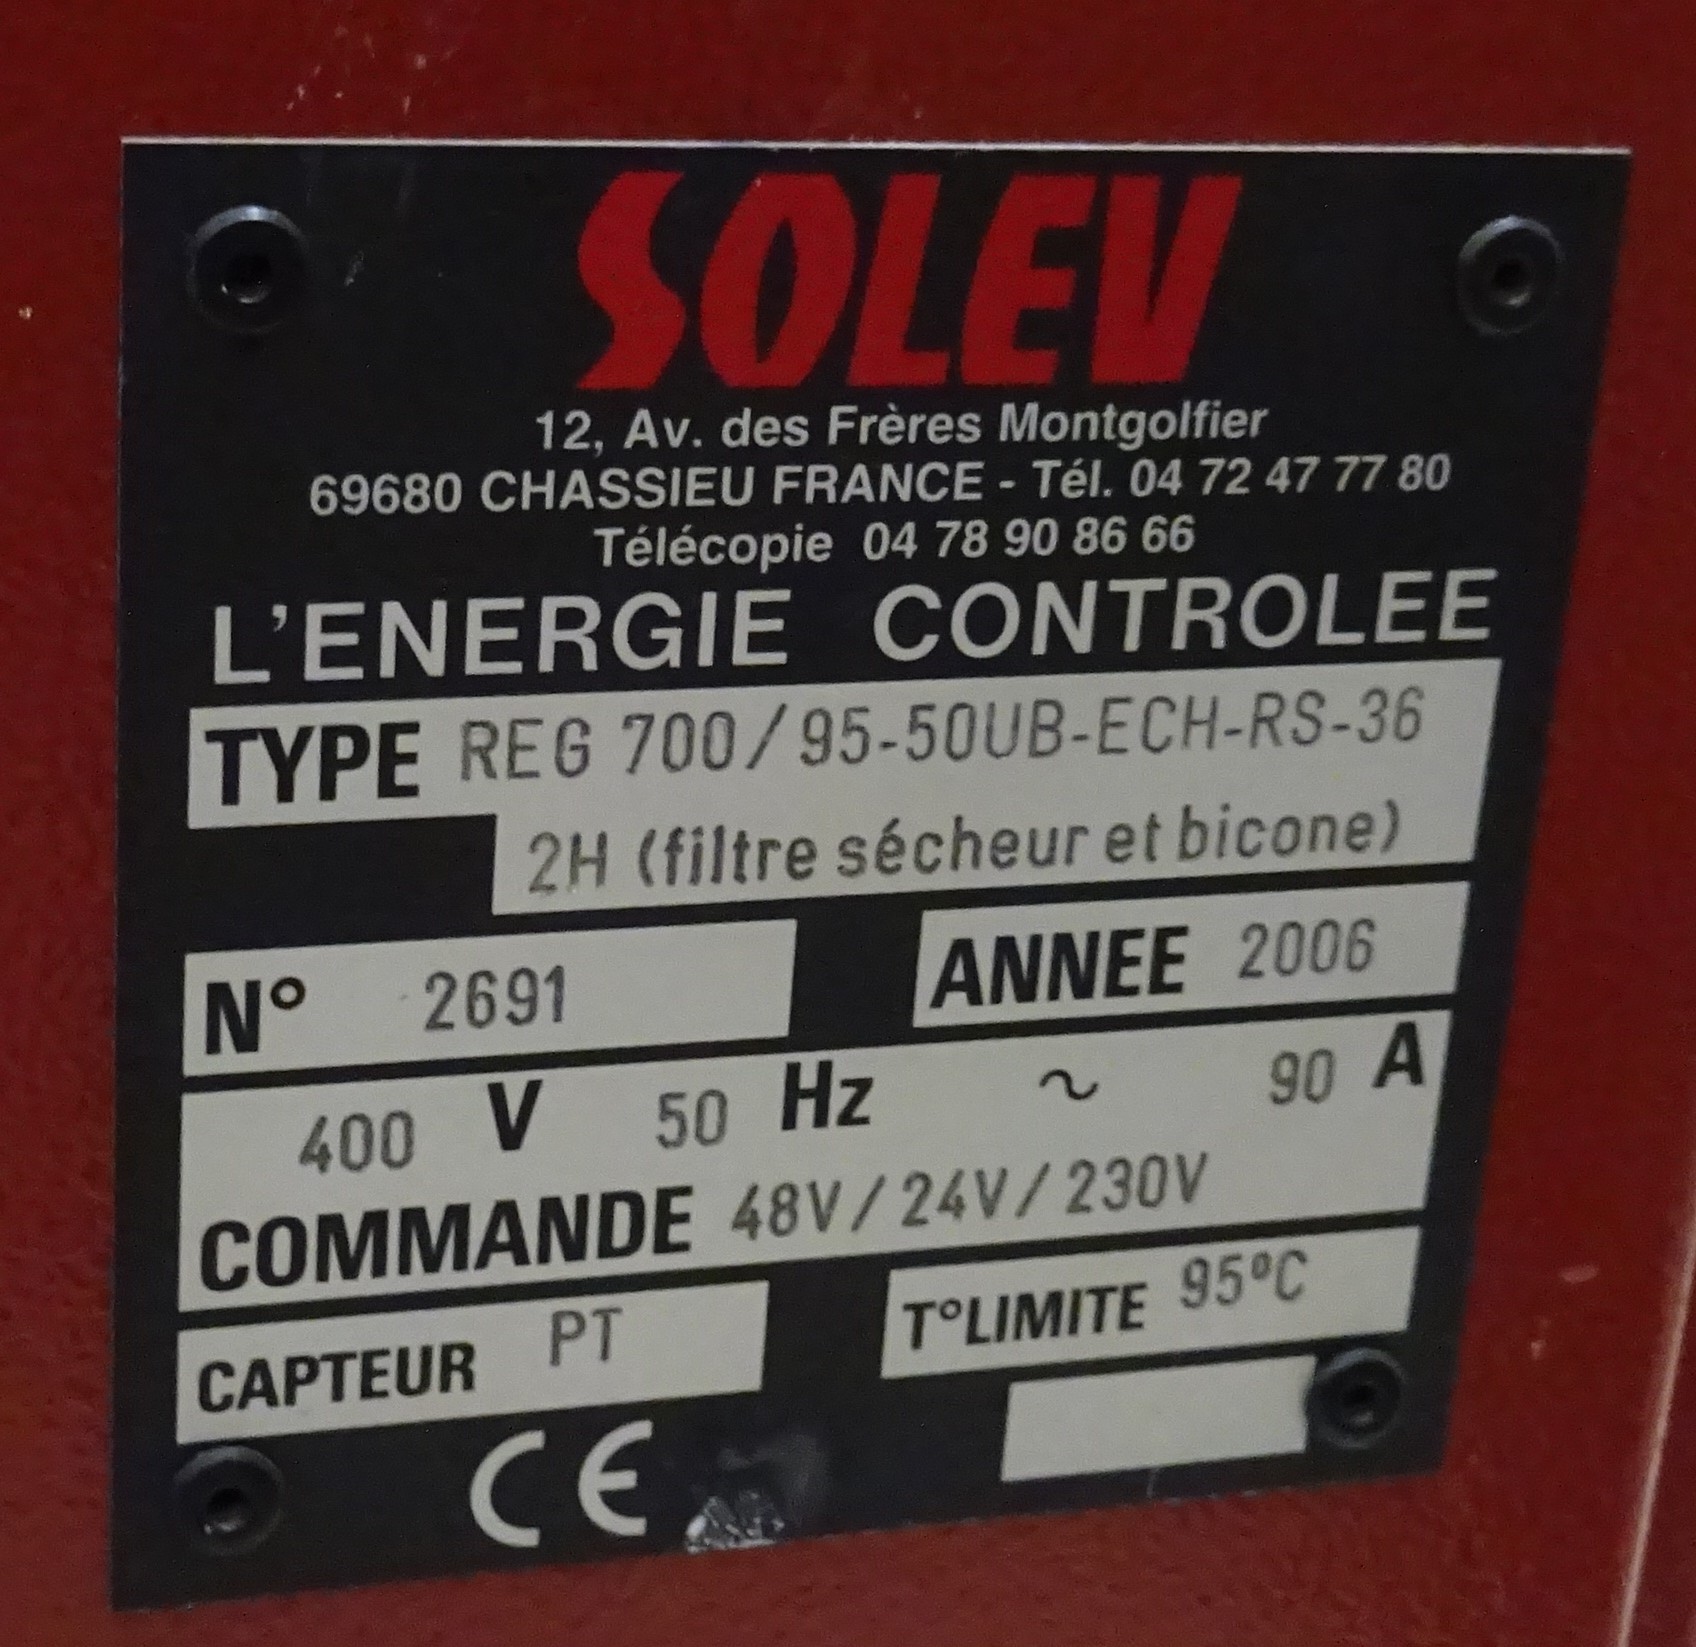 SOLEV
12, Av. des Frères Montgolfier
69680 CHASSIEU FRANCE - Tél. 04 72 47 77 80
Télécopie 04 78 90 86 66
L'ENERGIE CONTROLEE
TYPE REG 700/95-50UB-ECH-RS-36
2H (filtre sécheur et bicone)
N° 2691 ANNEE 2006
400 V 50 Hz ~ 90 A
COMMANDE 48V/24V/230V
CAPTEUR PT T°LIMITE 95°C
CE